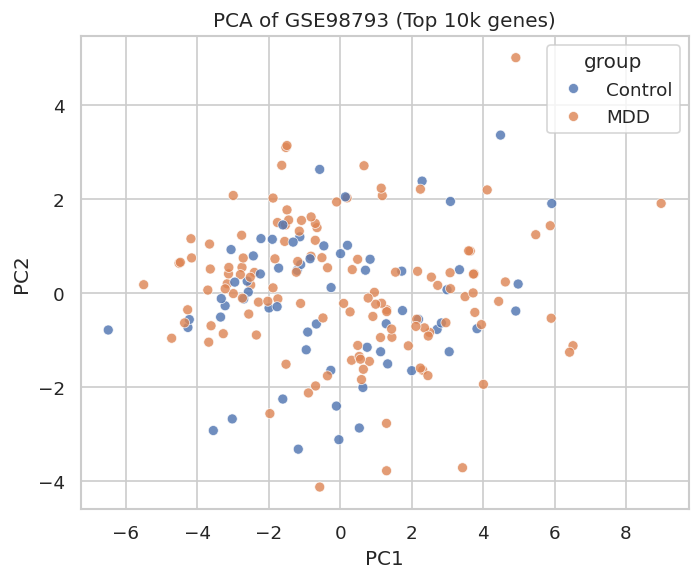 PCA of GSE98793 (Top 10k genes)
group
Control
MDD
4
2
0
−2
−4
PC2
−6
−4
−2
0
2
4
6
8
PC1